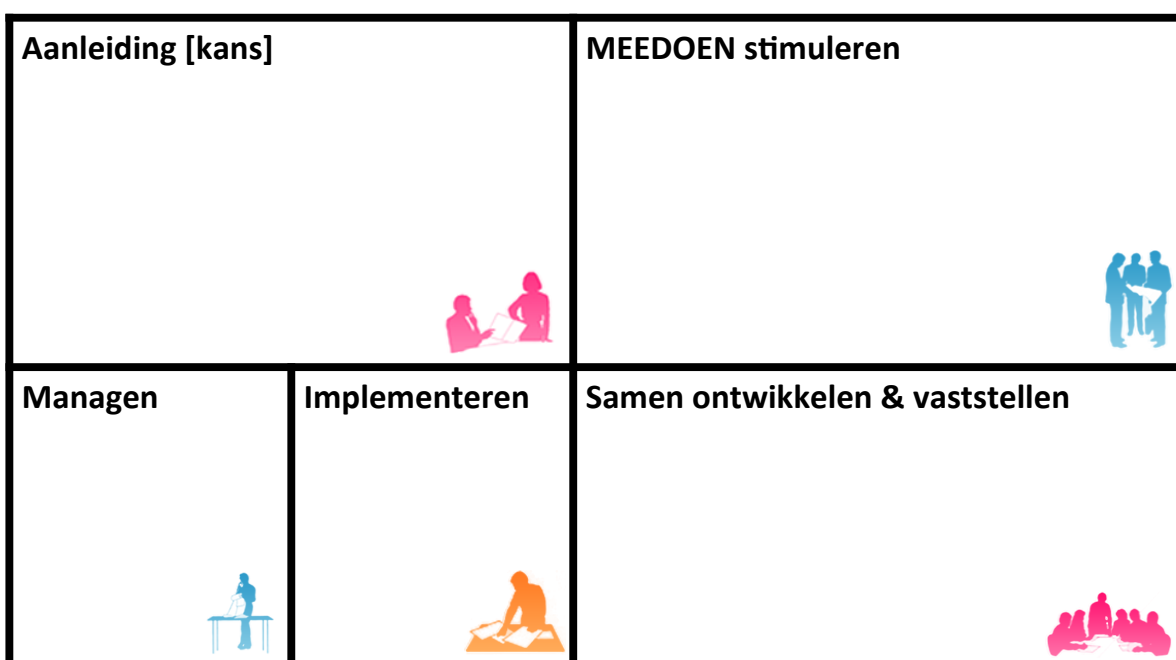 Aanleiding [kans]
MEEDOEN stimuleren
Managen
Implementeren
Samen ontwikkelen & vaststellen